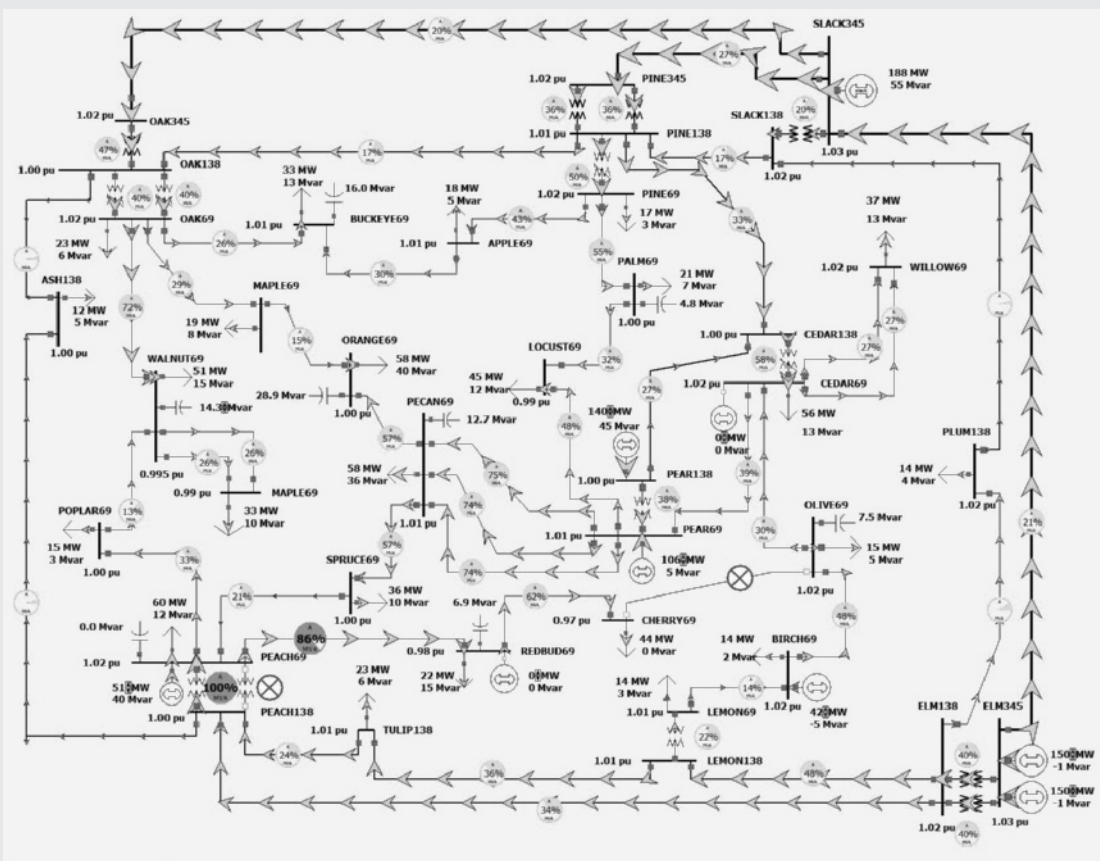 SLACK345
20%
27%
188 MW
55 Mvar
1.02 pu
PINE345
1.02 pu
OAK345
36%
36%
SLACK138
20%
47%
1.01 pu
PINE138
1.03 pu
17%
17%
1.02 pu
1.00 pu
OAK138
33 MW
13 Mvar
16.0 Mvar
50%
40%
40%
18 MW
5 Mvar
1.02 pu
PINE69
37 MW
13 Mvar
1.02 pu
OAK69
1.01 pu
BUCKEYE69
43%
17 MW
3 Mvar
33%
23 MW
6 Mvar
26%
1.01 pu
APPLE69
55%
1.02 pu
WILLOW69
ASH138
29%
MAPLE69
30%
PALM69
21 MW
7 Mvar
12 MW
5 Mvar
72%
4.8 Mvar
1.00 pu
19 MW
8 Mvar
15%
1.00 pu
1.00 pu
CEDAR138
27%
27%
WALNUT69
ORANGE69
LOCUST69
32%
58%
51 MW
15 Mvar
58 MW
40 Mvar
45 MW
12 Mvar
0.99 pu
27%
1.02 pu
CEDAR69
28.9 Mvar
1.00 pu
PECAN69
140 MW
45 Mvar
56 MW
13 Mvar
14.3 Mvar
12.7 Mvar
48%
0 MW
0 Mvar
PLUM138
57%
75%
26%
26%
58 MW
36 Mvar
PEAR138
39%
14 MW
4 Mvar
0.995 pu
0.99 pu
MAPLE69
74%
1.00 pu
38%
OLIVE69
7.5 Mvar
1.02 pu
POPLAR69
13%
33 MW
10 Mvar
1.01 pu
1.01 pu
PEAR69
30%
15 MW
5 Mvar
21%
15 MW
3 Mvar
57%
74%
106 MW
5 Mvar
1.00 pu
33%
SPRUCE69
1.02 pu
60 MW
12 Mvar
21%
36 MW
10 Mvar
6.9 Mvar
62%
48%
0.0 Mvar
1.00 pu
0.97 pu
CHERRY69
86%
14 MW
2 Mvar
BIRCH69
1.02 pu
PEACH69
0.98 pu
REDBUD69
44 MW
0 Mvar
51 MW
40 Mvar
100%
23 MW
6 Mvar
22 MW
15 Mvar
0 MW
0 Mvar
14 MW
3 Mvar
14%
1.02 pu
42 MW
-5 Mvar
1.00 pu
PEACH138
1.01 pu
LEMON69
ELM138
ELM345
1.01 pu
TULIP138
22%
24%
1.01 pu
LEMON138
40%
150 MW
-1 Mvar
36%
48%
150 MW
-1 Mvar
34%
1.02 pu
1.03 pu
40%